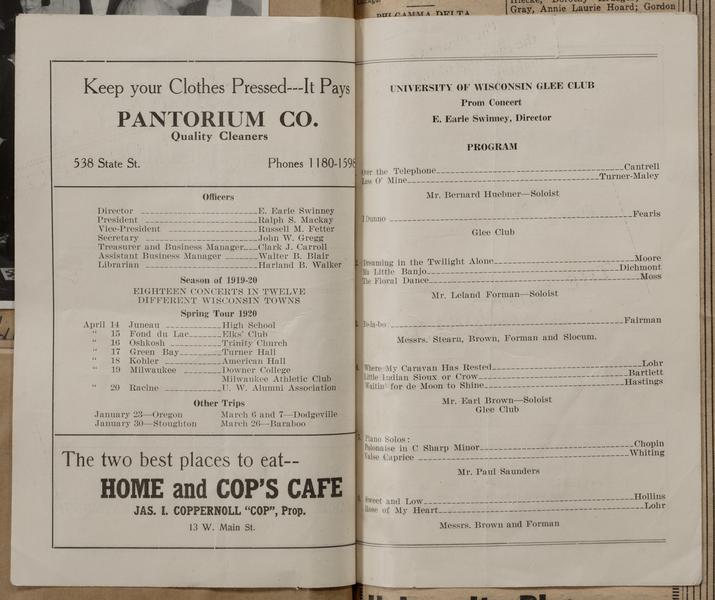 PHI GAMMA DELTA
Gray, Annie Laurie Hoard; Gordon
Keep your Clothes Pressed---It Pays
PANTORIUM CO.
Quality Cleaners
538 State St. Phones 1180-1598
Officers
Director E. Earle Swinney
President Ralph S. Mackay
Vice-President Russell M. Fetter
Secretary John W. Gregg
Treasurer and Business Manager Clark J. Carroll
Assistant Business Manager Walter B. Blair
Librarian Harland B. Walker
Season of 1919-20
EIGHTEEN CONCERTS IN TWELVE
DIFFERENT WISCONSIN TOWNS
Spring Tour 1920
April 14 Juneau High School
" 15 Fond du Lac Elks' Club
" 16 Oshkosh Trinity Church
" 17 Green Bay Turner Hall
" 18 Kohler American Hall
" 19 Milwaukee Downer College
Milwaukee Athletic Club
" 20 Racine U. W. Alumni Association
Other Trips
January 23—Oregon March 6 and 7—Dodgeville
January 30—Stoughton March 26—Baraboo
The two best places to eat--
HOME and COP'S CAFE
JAS. I. COPPERNOLL "COP", Prop.
13 W. Main St.
UNIVERSITY OF WISCONSIN GLEE CLUB
Prom Concert
E. Earle Swinney, Director
PROGRAM
Over the Telephone Cantrell
Lass O' Mine Turner-Maley
Mr. Bernard Huebner—Soloist
I Dunno Fearis
Glee Club
Dreaming in the Twilight Alone Moore
Ma Little Banjo Dichmont
The Floral Dance Moss
Mr. Leland Forman—Soloist
Fairman
Messrs. Stearn, Brown, Forman and Slocum.
Where My Caravan Has Rested Lohr
Little Indian Sioux or Crow Bartlett
Waitin' for de Moon to Shine Hastings
Mr. Earl Brown—Soloist
Glee Club
Piano Solos:
Polonaise in C Sharp Minor Chopin
Valse Caprice Whiting
Mr. Paul Saunders
Sweet and Low Hollins
Rose of My Heart Lohr
Messrs. Brown and Forman